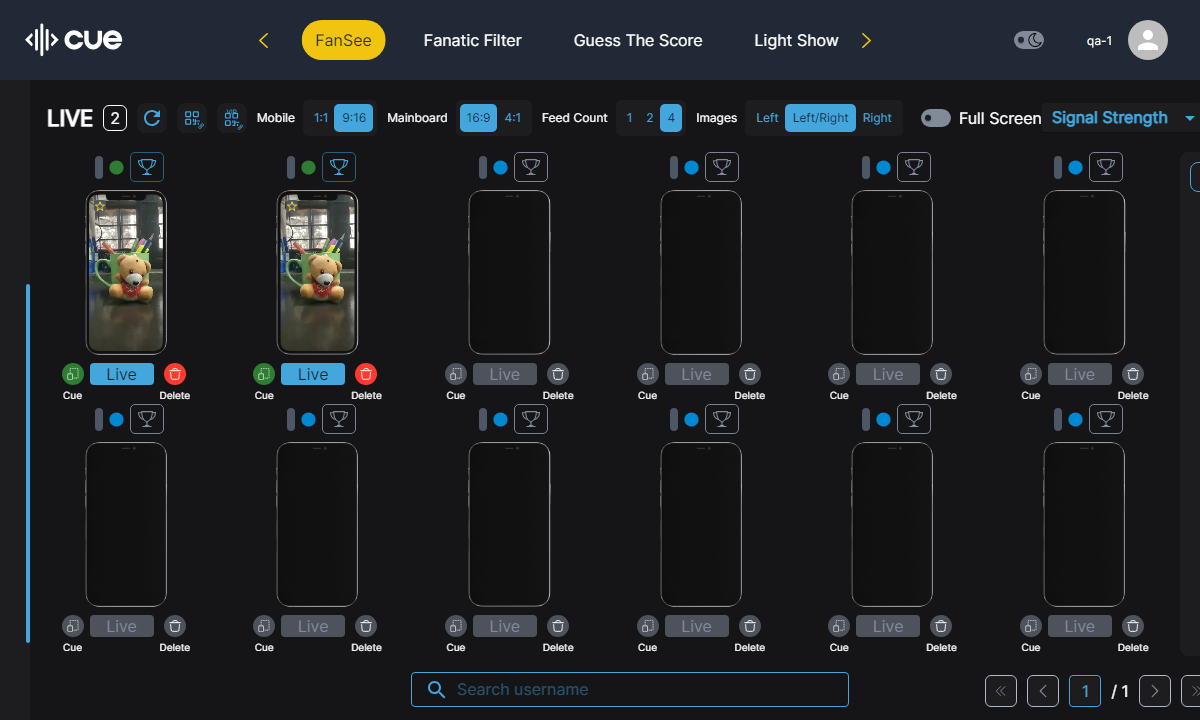 cue
FanSee
Fanatic Filter
Guess The Score
Light Show
qa-1
LIVE 2
Mobile 1:1 9:16 Mainboard 16:9 4:1 Feed Count 1 2 4 Images Left Left/Right Right Full Screen Signal Strength
Live Live Live Live Live Live
Cue Delete Cue Delete Cue Delete Cue Delete Cue Delete Cue Delete
Live Live Live Live Live Live
Cue Delete Cue Delete Cue Delete Cue Delete Cue Delete Cue Delete
Search username
1 / 1